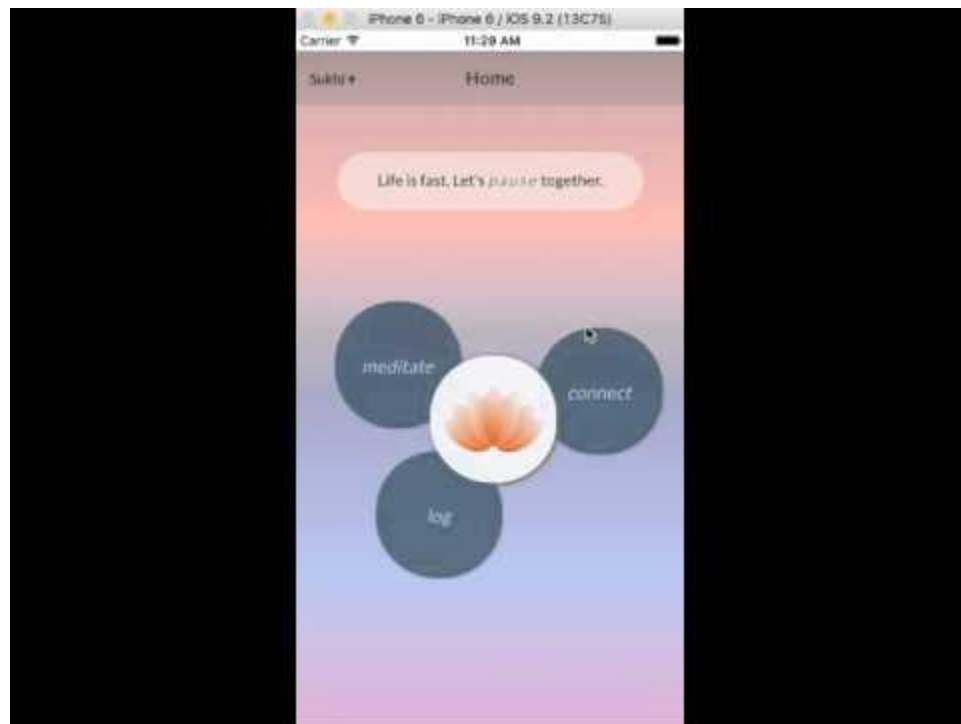 iPhone 6 - iPhone 6 / iOS 9.2 (13C75)
Carrier 11:29 AM
Sukhi ▾ Home
Life is fast. Let's pause together.
meditate
connect
log